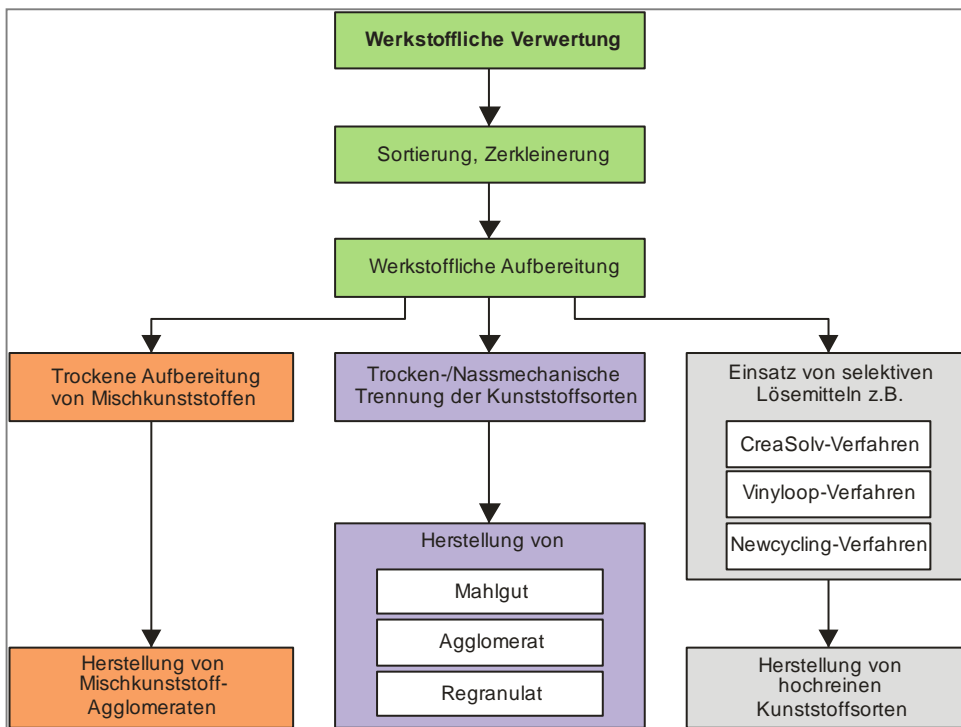 Werkstoffliche Verwertung
Sortierung, Zerkleinerung
Werkstoffliche Aufbereitung
Trockene Aufbereitung
von Mischkunststoffen
Trocken-/Nassmechanische
Trennung der Kunststoffsorten
Einsatz von selektiven
Lösemitteln z.B.
CreaSolv-Verfahren
Vinyloop-Verfahren
Newcycling-Verfahren
Herstellung von
Mahlgut
Agglomerat
Regranulat
Herstellung von
Mischkunststoff-
Agglomeraten
Herstellung von
hochreinen
Kunststoffsorten